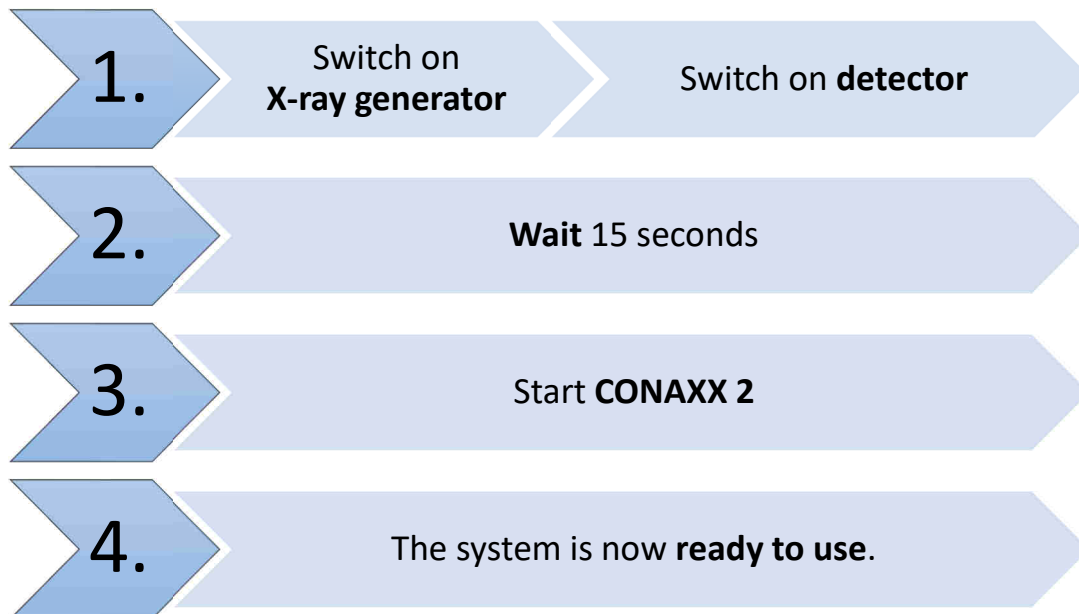 1.
Switch on
X-ray generator
Switch on detector
2.
Wait 15 seconds
3.
Start CONAXX 2
4.
The system is now ready to use.